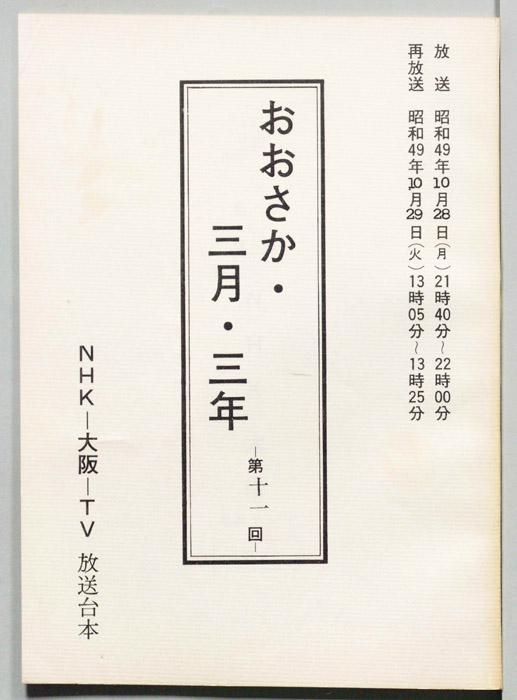 放送 昭和49年10月28日(月)21時40分~22時00分
再放送 昭和49年10月29日(火)13時05分~13時25分
おおさか・
三月・三年
―第十一回―
NHK―大阪―TV 放送台本